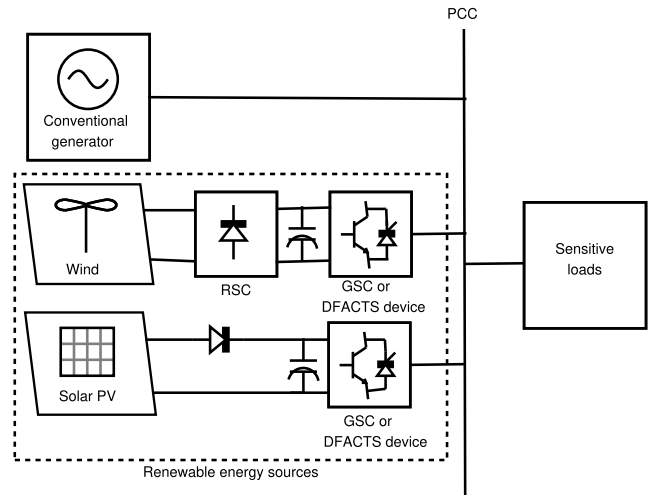 PCC
Conventional
generator
Wind
RSC
GSC or
DFACTS device
Sensitive
loads
Solar PV
GSC or
DFACTS device
Renewable energy sources